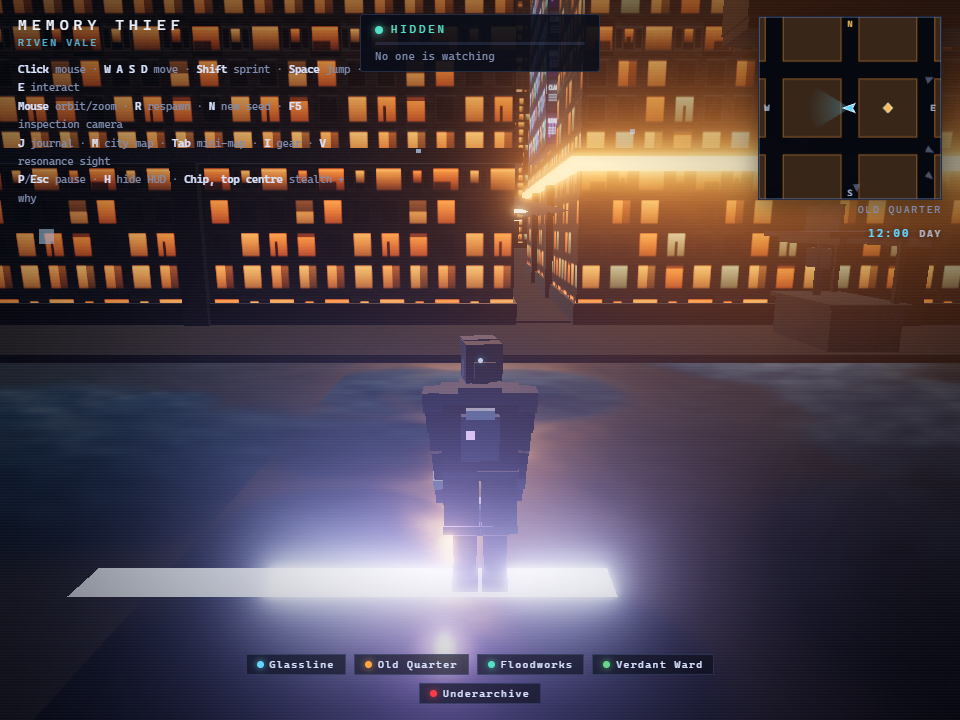 MEMORY THIEF
RIVEN VALE
Click mouse · W A S D move · Shift sprint · Space jump ·
E interact
Mouse orbit/zoom · R respawn · N new seed · F5
inspection camera
J journal · M city map · Tab mini-map · I gear · V
resonance sight
P/Esc pause · H hide HUD · Chip, top centre stealth -
why
HIDDEN
No one is watching
N
W
E
S
OLD QUARTER
12:00 DAY
Glassline
Old Quarter
Floodworks
Verdant Ward
Underarchive